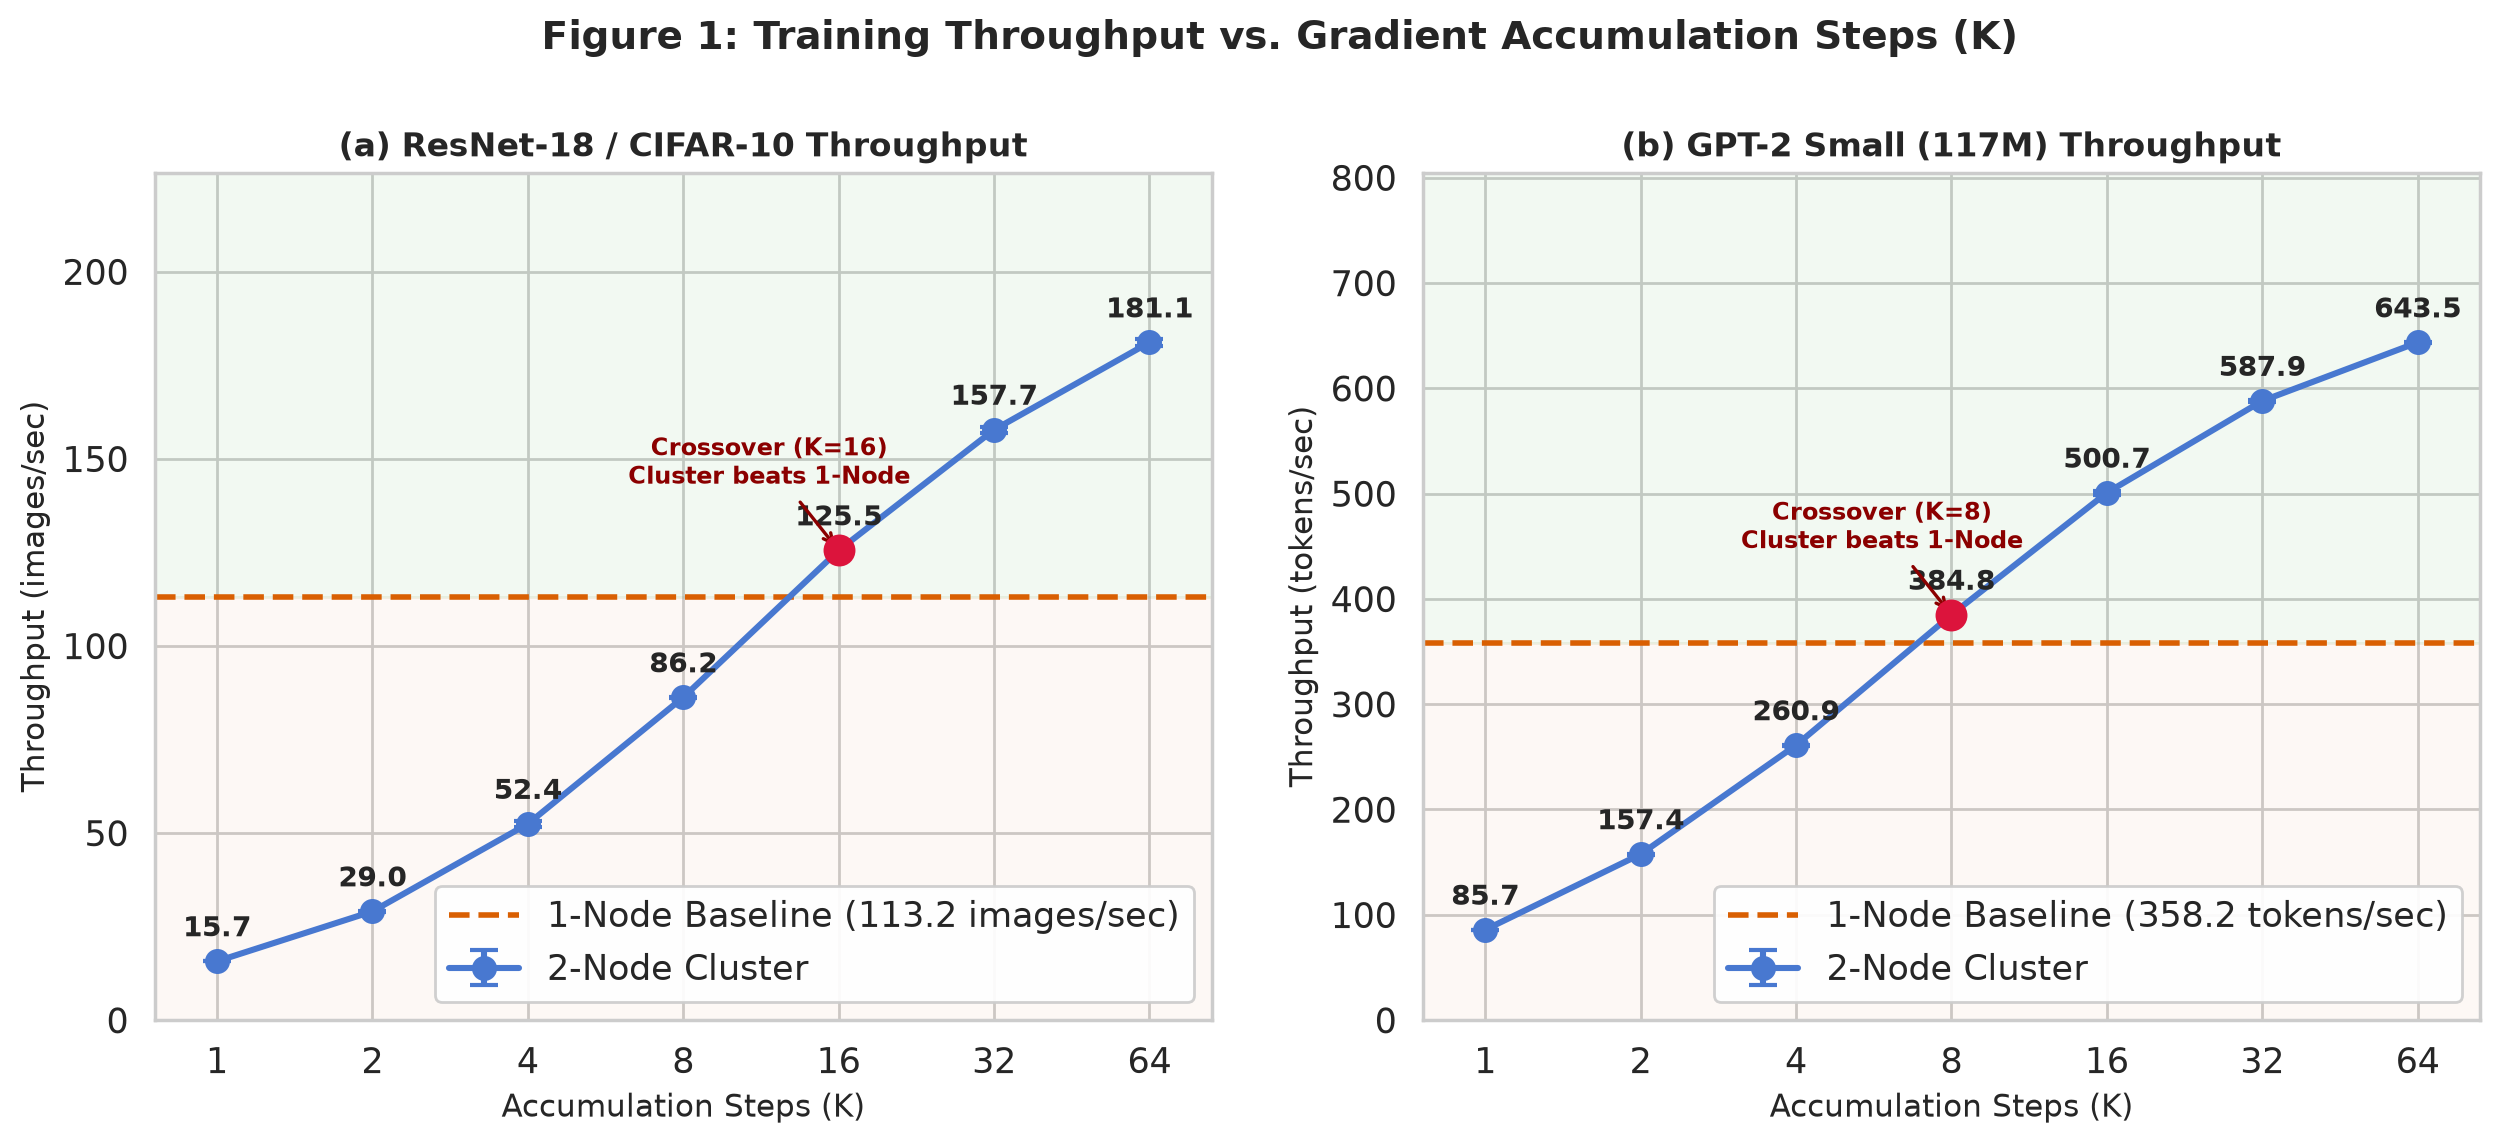 Figure 1: Training Throughput vs. Gradient Accumulation Steps (K)
(a) ResNet-18 / CIFAR-10 Throughput
Throughput (images/sec)
200
150
100
50
0
181.1
157.7
Crossover (K=16)
Cluster beats 1-Node
125.5
86.2
52.4
29.0
15.7
1-Node Baseline (113.2 images/sec)
2-Node Cluster
1 2 4 8 16 32 64
Accumulation Steps (K)
(b) GPT-2 Small (117M) Throughput
Throughput (tokens/sec)
800
700
600
500
400
300
200
100
0
643.5
587.9
500.7
Crossover (K=8)
Cluster beats 1-Node
384.8
260.9
157.4
85.7
1-Node Baseline (358.2 tokens/sec)
2-Node Cluster
1 2 4 8 16 32 64
Accumulation Steps (K)